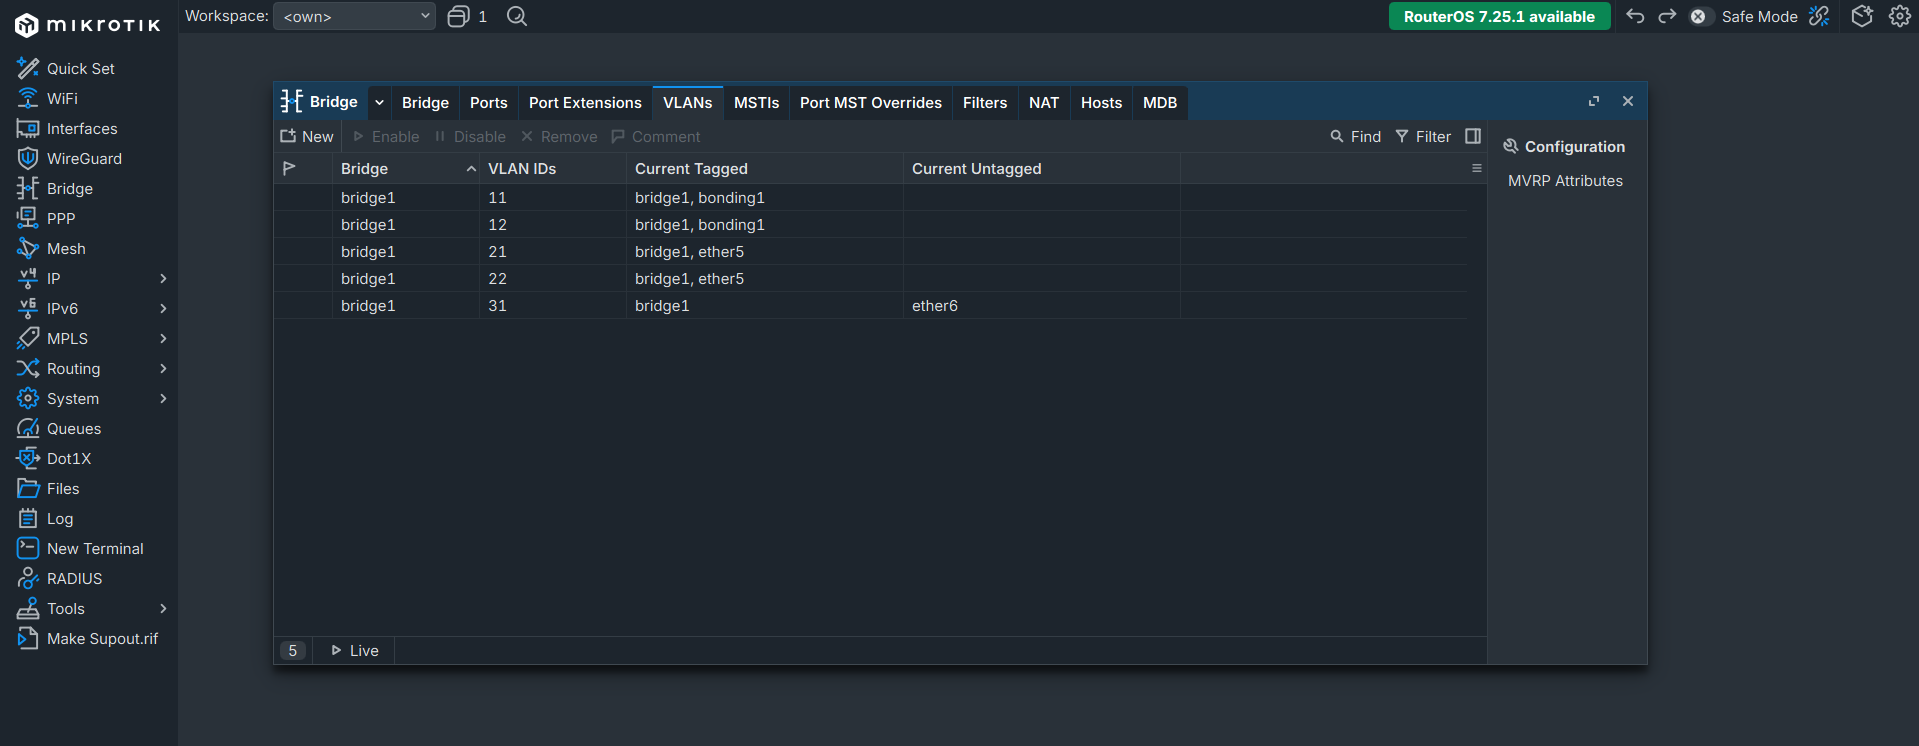 mikrotik Workspace: <own> 1 RouterOS 7.25.1 available Safe Mode
Quick Set
WiFi
Interfaces
WireGuard
Bridge
PPP
Mesh
IP
IPv6
MPLS
Routing
System
Queues
Dot1X
Files
Log
New Terminal
RADIUS
Tools
Make Supout.rif
Bridge Bridge Ports Port Extensions VLANs MSTIs Port MST Overrides Filters NAT Hosts MDB
New Enable Disable Remove Comment Find Filter
Bridge VLAN IDs Current Tagged Current Untagged
bridge1 11 bridge1, bonding1
bridge1 12 bridge1, bonding1
bridge1 21 bridge1, ether5
bridge1 22 bridge1, ether5
bridge1 31 bridge1 ether6
5 Live
Configuration
MVRP Attributes